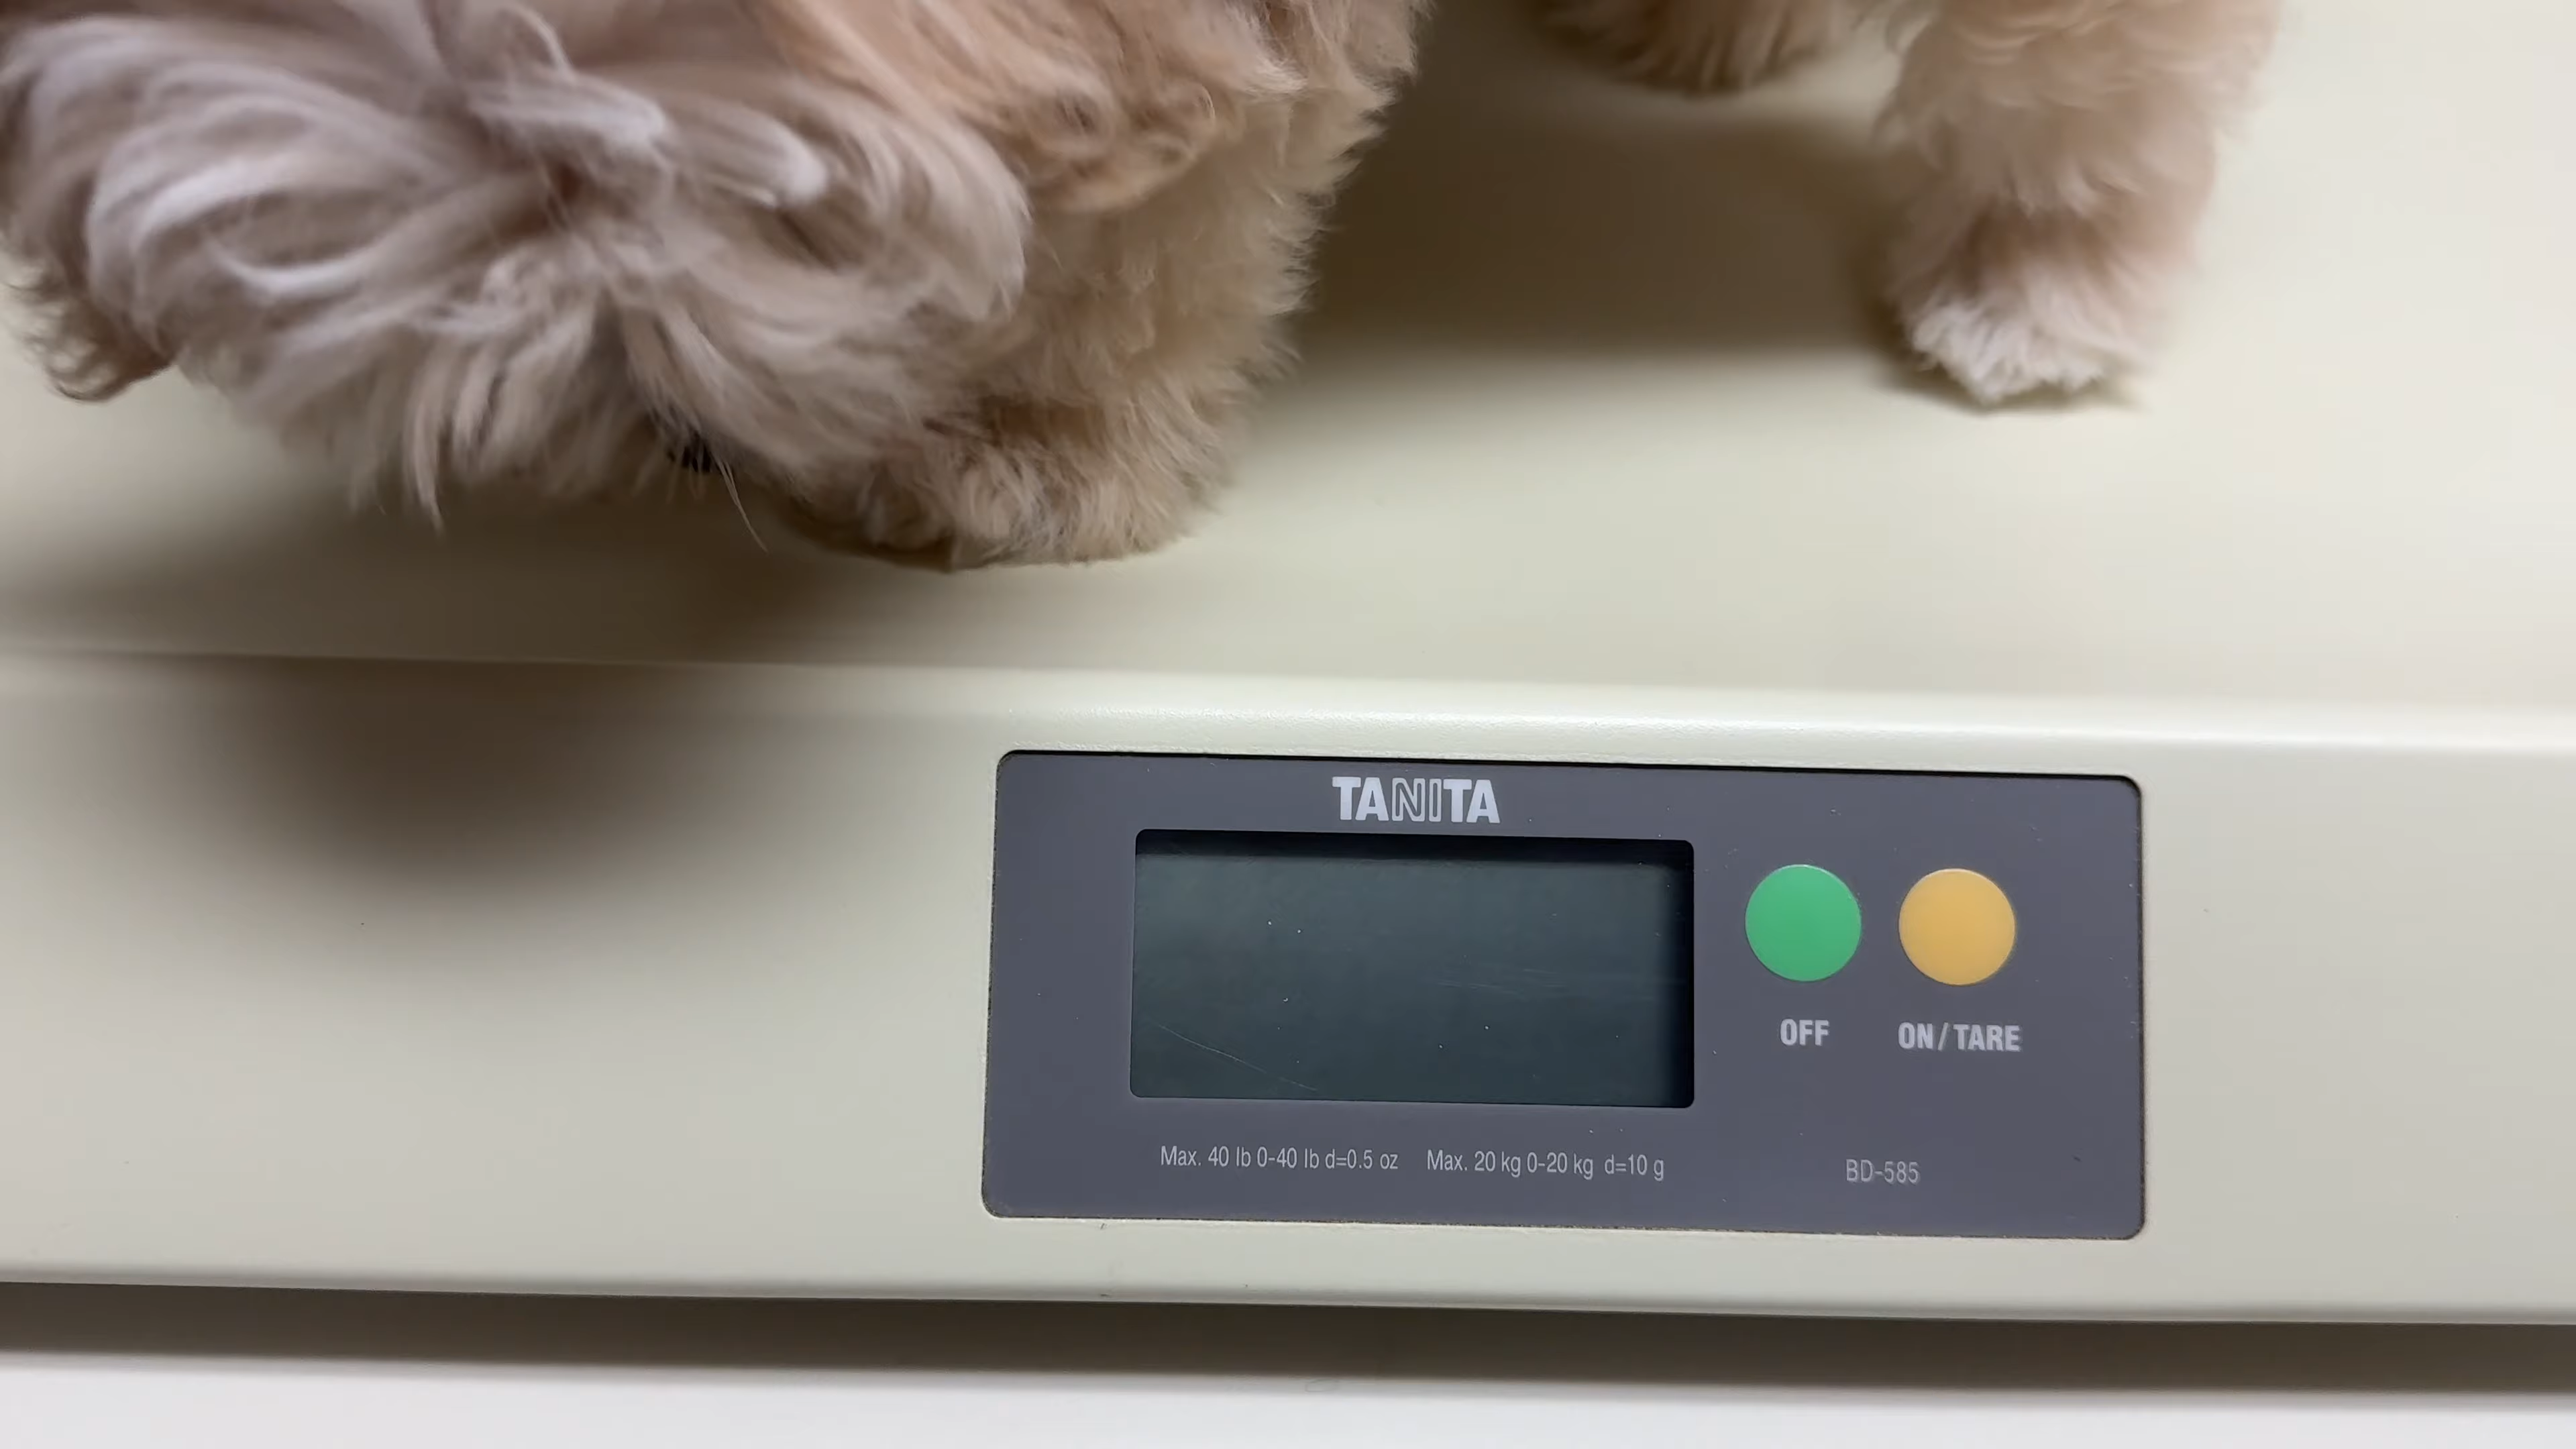 TANITA
OFF
ON/TARE
Max. 40 lb 0-40 lb d=0.5 oz Max. 20 kg 0-20 kg d=10 g
BD-585